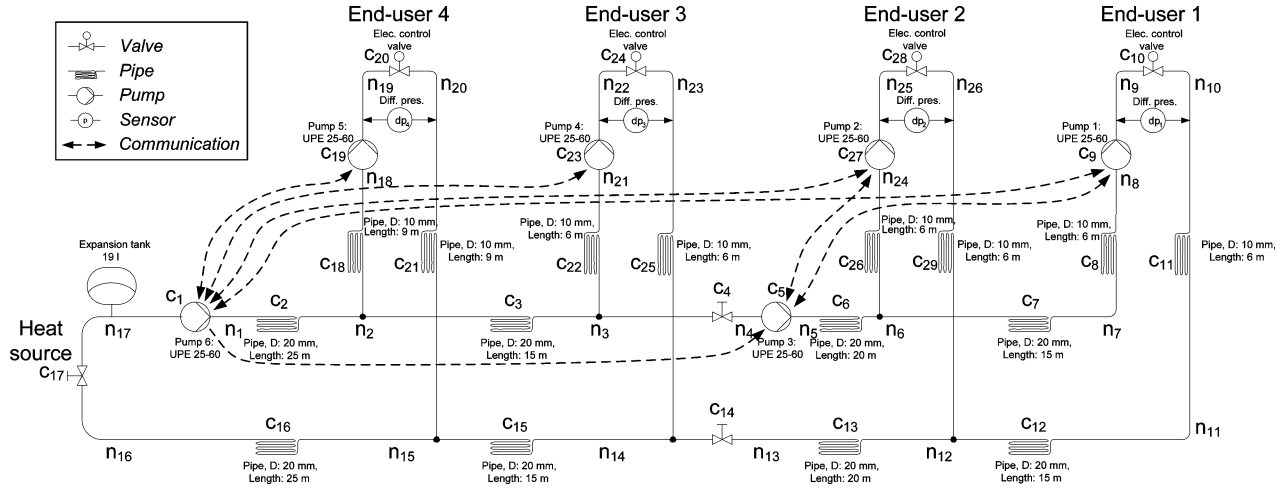 End-user 4
End-user 3
End-user 2
End-user 1
Valve
Pipe
Pump
p
Sensor
Communication
Elec. control
valve
C20
n19
n20
Diff. pres.
dp4
Pump 5:
UPE 25-60
C19
n18
Elec. control
valve
C24
n22
n23
Diff. pres.
dp3
Pump 4:
UPE 25-60
C23
n21
Elec. control
valve
C28
n25
n26
Diff. pres.
dp2
Pump 2:
UPE 25-60
C27
n24
Elec. control
valve
C10
n9
n10
Diff. pres.
dp1
Pump 1:
UPE 25-60
C9
n8
Pipe, D: 10 mm,
Length: 9 m
C18
Pipe, D: 10 mm,
Length: 9 m
C21
Pipe, D: 10 mm,
Length: 6 m
C22
Pipe, D: 10 mm,
Length: 6 m
C25
Pipe, D: 10 mm,
Length: 6 m
C26
Pipe, D: 10 mm,
Length: 6 m
C29
Pipe, D: 10 mm,
Length: 6 m
C8
Pipe, D: 10 mm,
Length: 6 m
C11
Expansion tank
19 l
n17
C1
Pump 6:
UPE 25-60
n1
C2
Pipe, D: 20 mm,
Length: 25 m
n2
C3
Pipe, D: 20 mm,
Length: 15 m
n3
C4
n4
C5
Pump 3:
UPE 25-60
n5
C6
Pipe, D: 20 mm,
Length: 20 m
n6
C7
Pipe, D: 20 mm,
Length: 15 m
n7
Heat
source
C17
n16
C16
Pipe, D: 20 mm,
Length: 25 m
n15
C15
Pipe, D: 20 mm,
Length: 15 m
n14
C14
n13
C13
Pipe, D: 20 mm,
Length: 20 m
n12
C12
Pipe, D: 20 mm,
Length: 15 m
n11